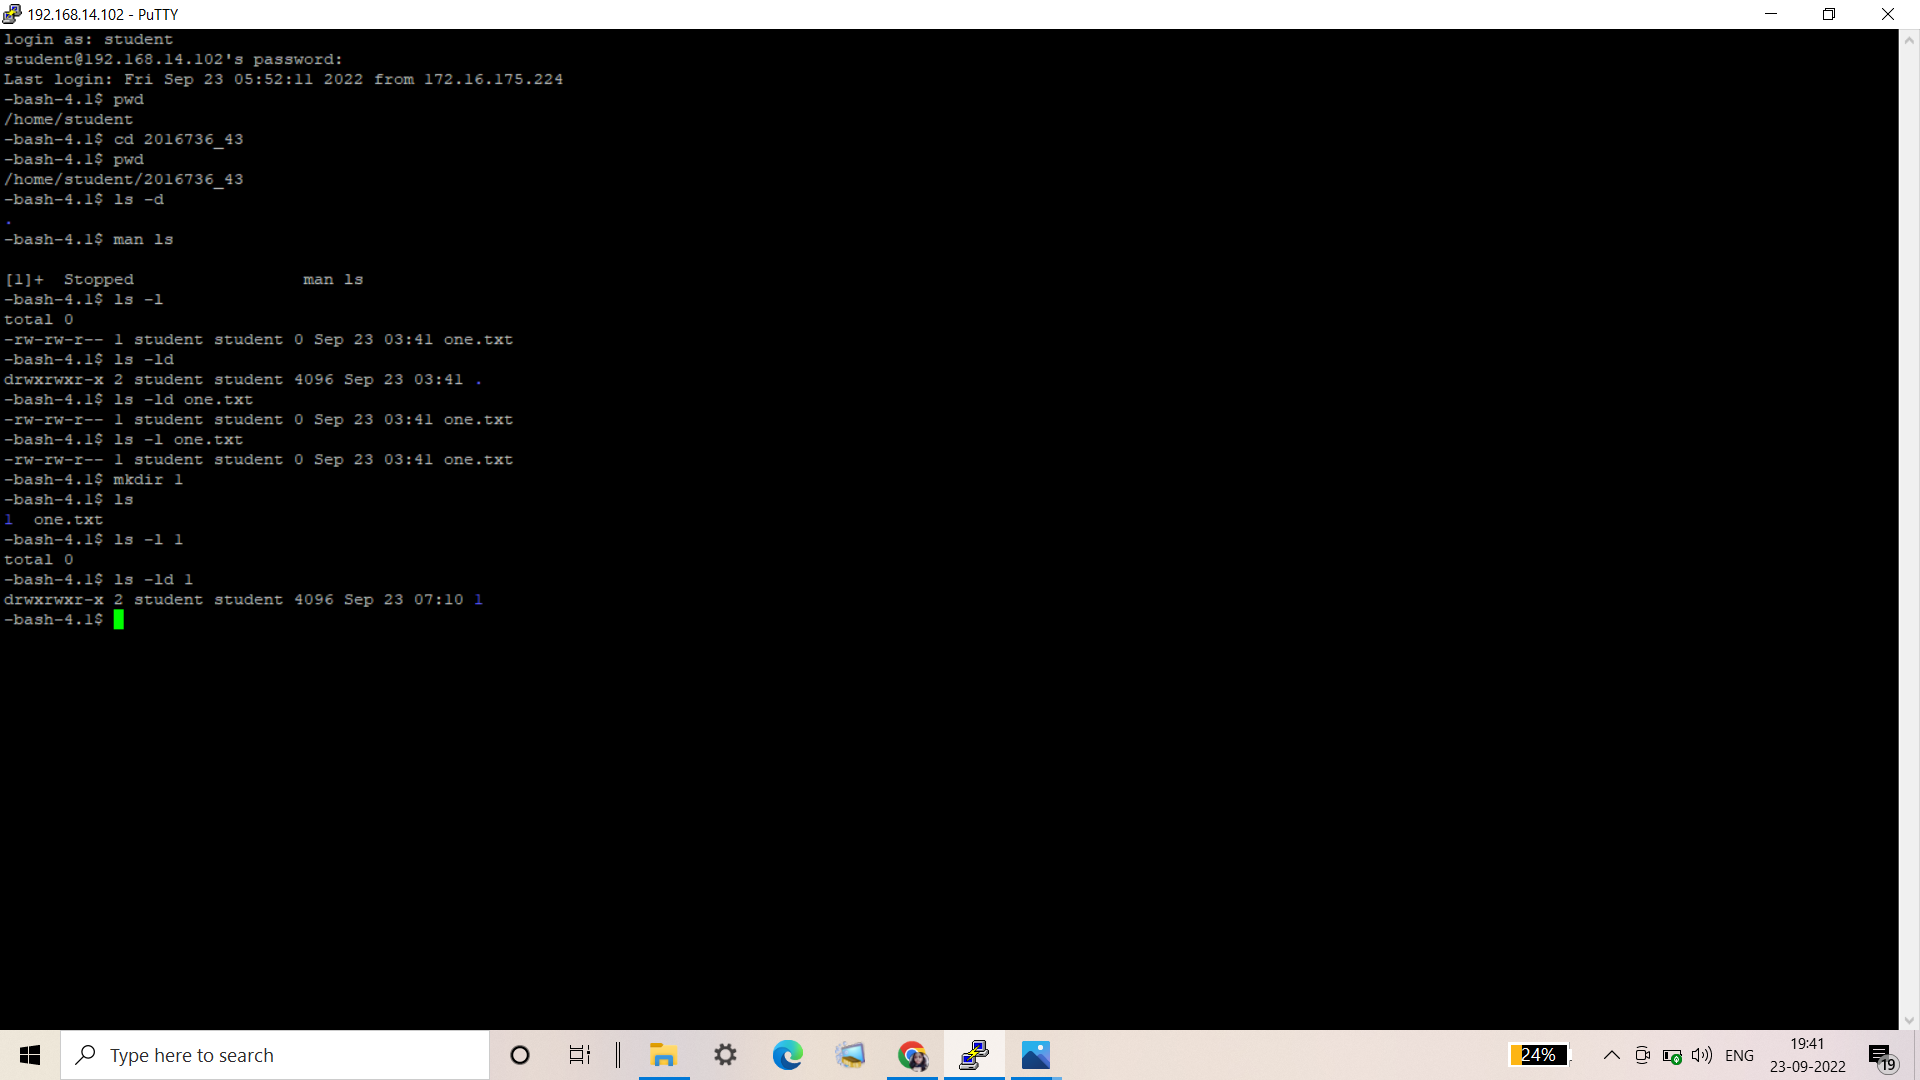 192.168.14.102 - PuTTY
login as: student
student@192.168.14.102's password:
Last login: Fri Sep 23 05:52:11 2022 from 172.16.175.224
-bash-4.1$ pwd
/home/student
-bash-4.1$ cd 2016736_43
-bash-4.1$ pwd
/home/student/2016736_43
-bash-4.1$ ls -d
.
-bash-4.1$ man ls
[1]+  Stopped                 man ls
-bash-4.1$ ls -l
total 0
-rw-rw-r-- 1 student student 0 Sep 23 03:41 one.txt
-bash-4.1$ ls -ld
drwxrwxr-x 2 student student 4096 Sep 23 03:41 .
-bash-4.1$ ls -ld one.txt
-rw-rw-r-- 1 student student 0 Sep 23 03:41 one.txt
-bash-4.1$ ls -l one.txt
-rw-rw-r-- 1 student student 0 Sep 23 03:41 one.txt
-bash-4.1$ mkdir 1
-bash-4.1$ ls
1  one.txt
-bash-4.1$ ls -l 1
total 0
-bash-4.1$ ls -ld 1
drwxrwxr-x 2 student student 4096 Sep 23 07:10 1
-bash-4.1$
Type here to search
24%
ENG
19:41
23-09-2022
19